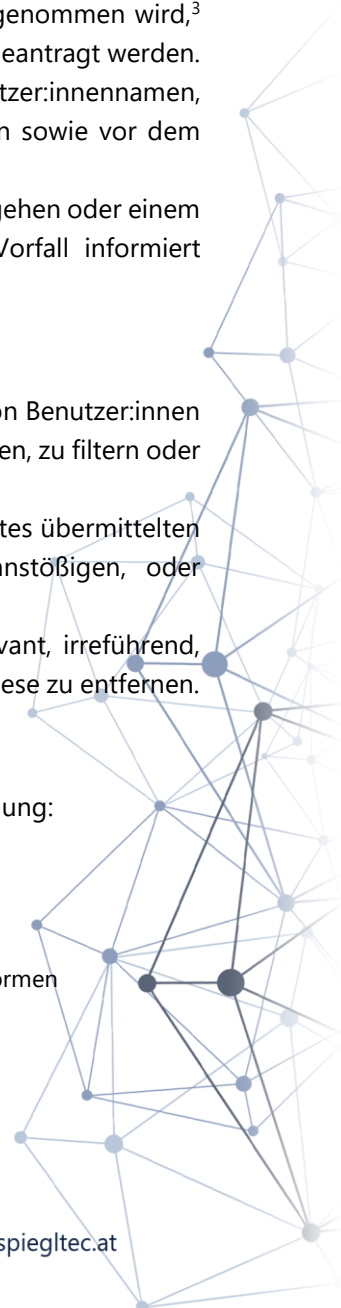 genommen wird,³
eantragt werden.
tzer:innennamen,
n sowie vor dem
gehen oder einem
Vorfall informiert
on Benutzer:innen
en, zu filtern oder
tes übermittelten
anstößigen, oder
vant, irreführend,
iese zu entfernen.
ung:
ormen
spiegltec.at